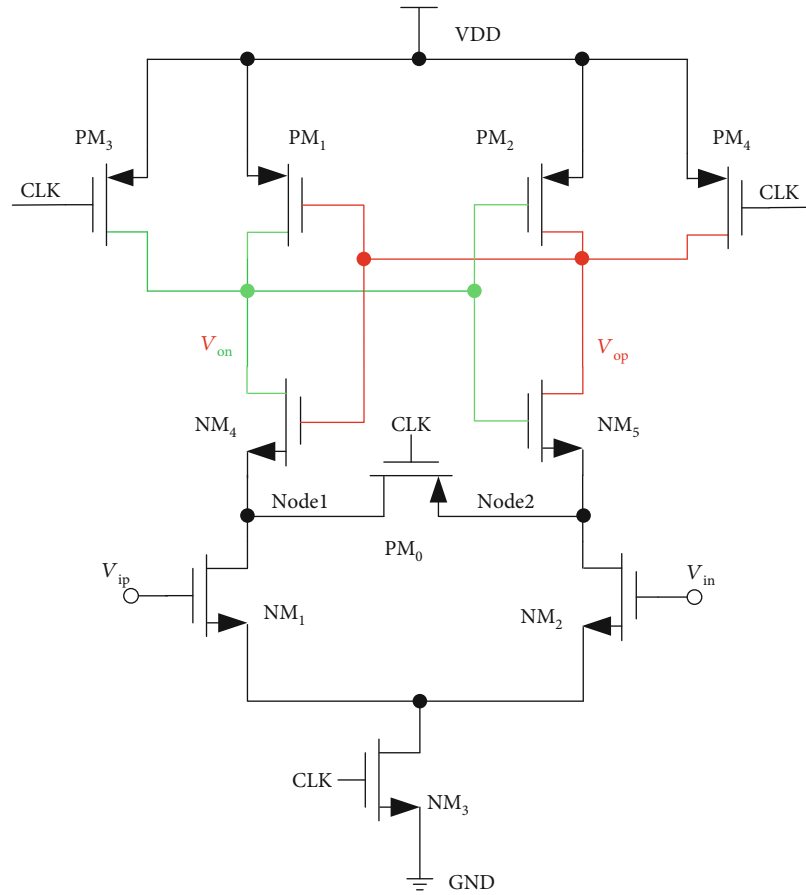 VDD
PM₃
PM₁
PM₂
PM₄
CLK
CLK
Vₒₙ
Vₒₚ
NM₄
CLK
NM₅
Node1
Node2
PM₀
Vᵢₚ
Vᵢₙ
NM₁
NM₂
CLK
NM₃
GND